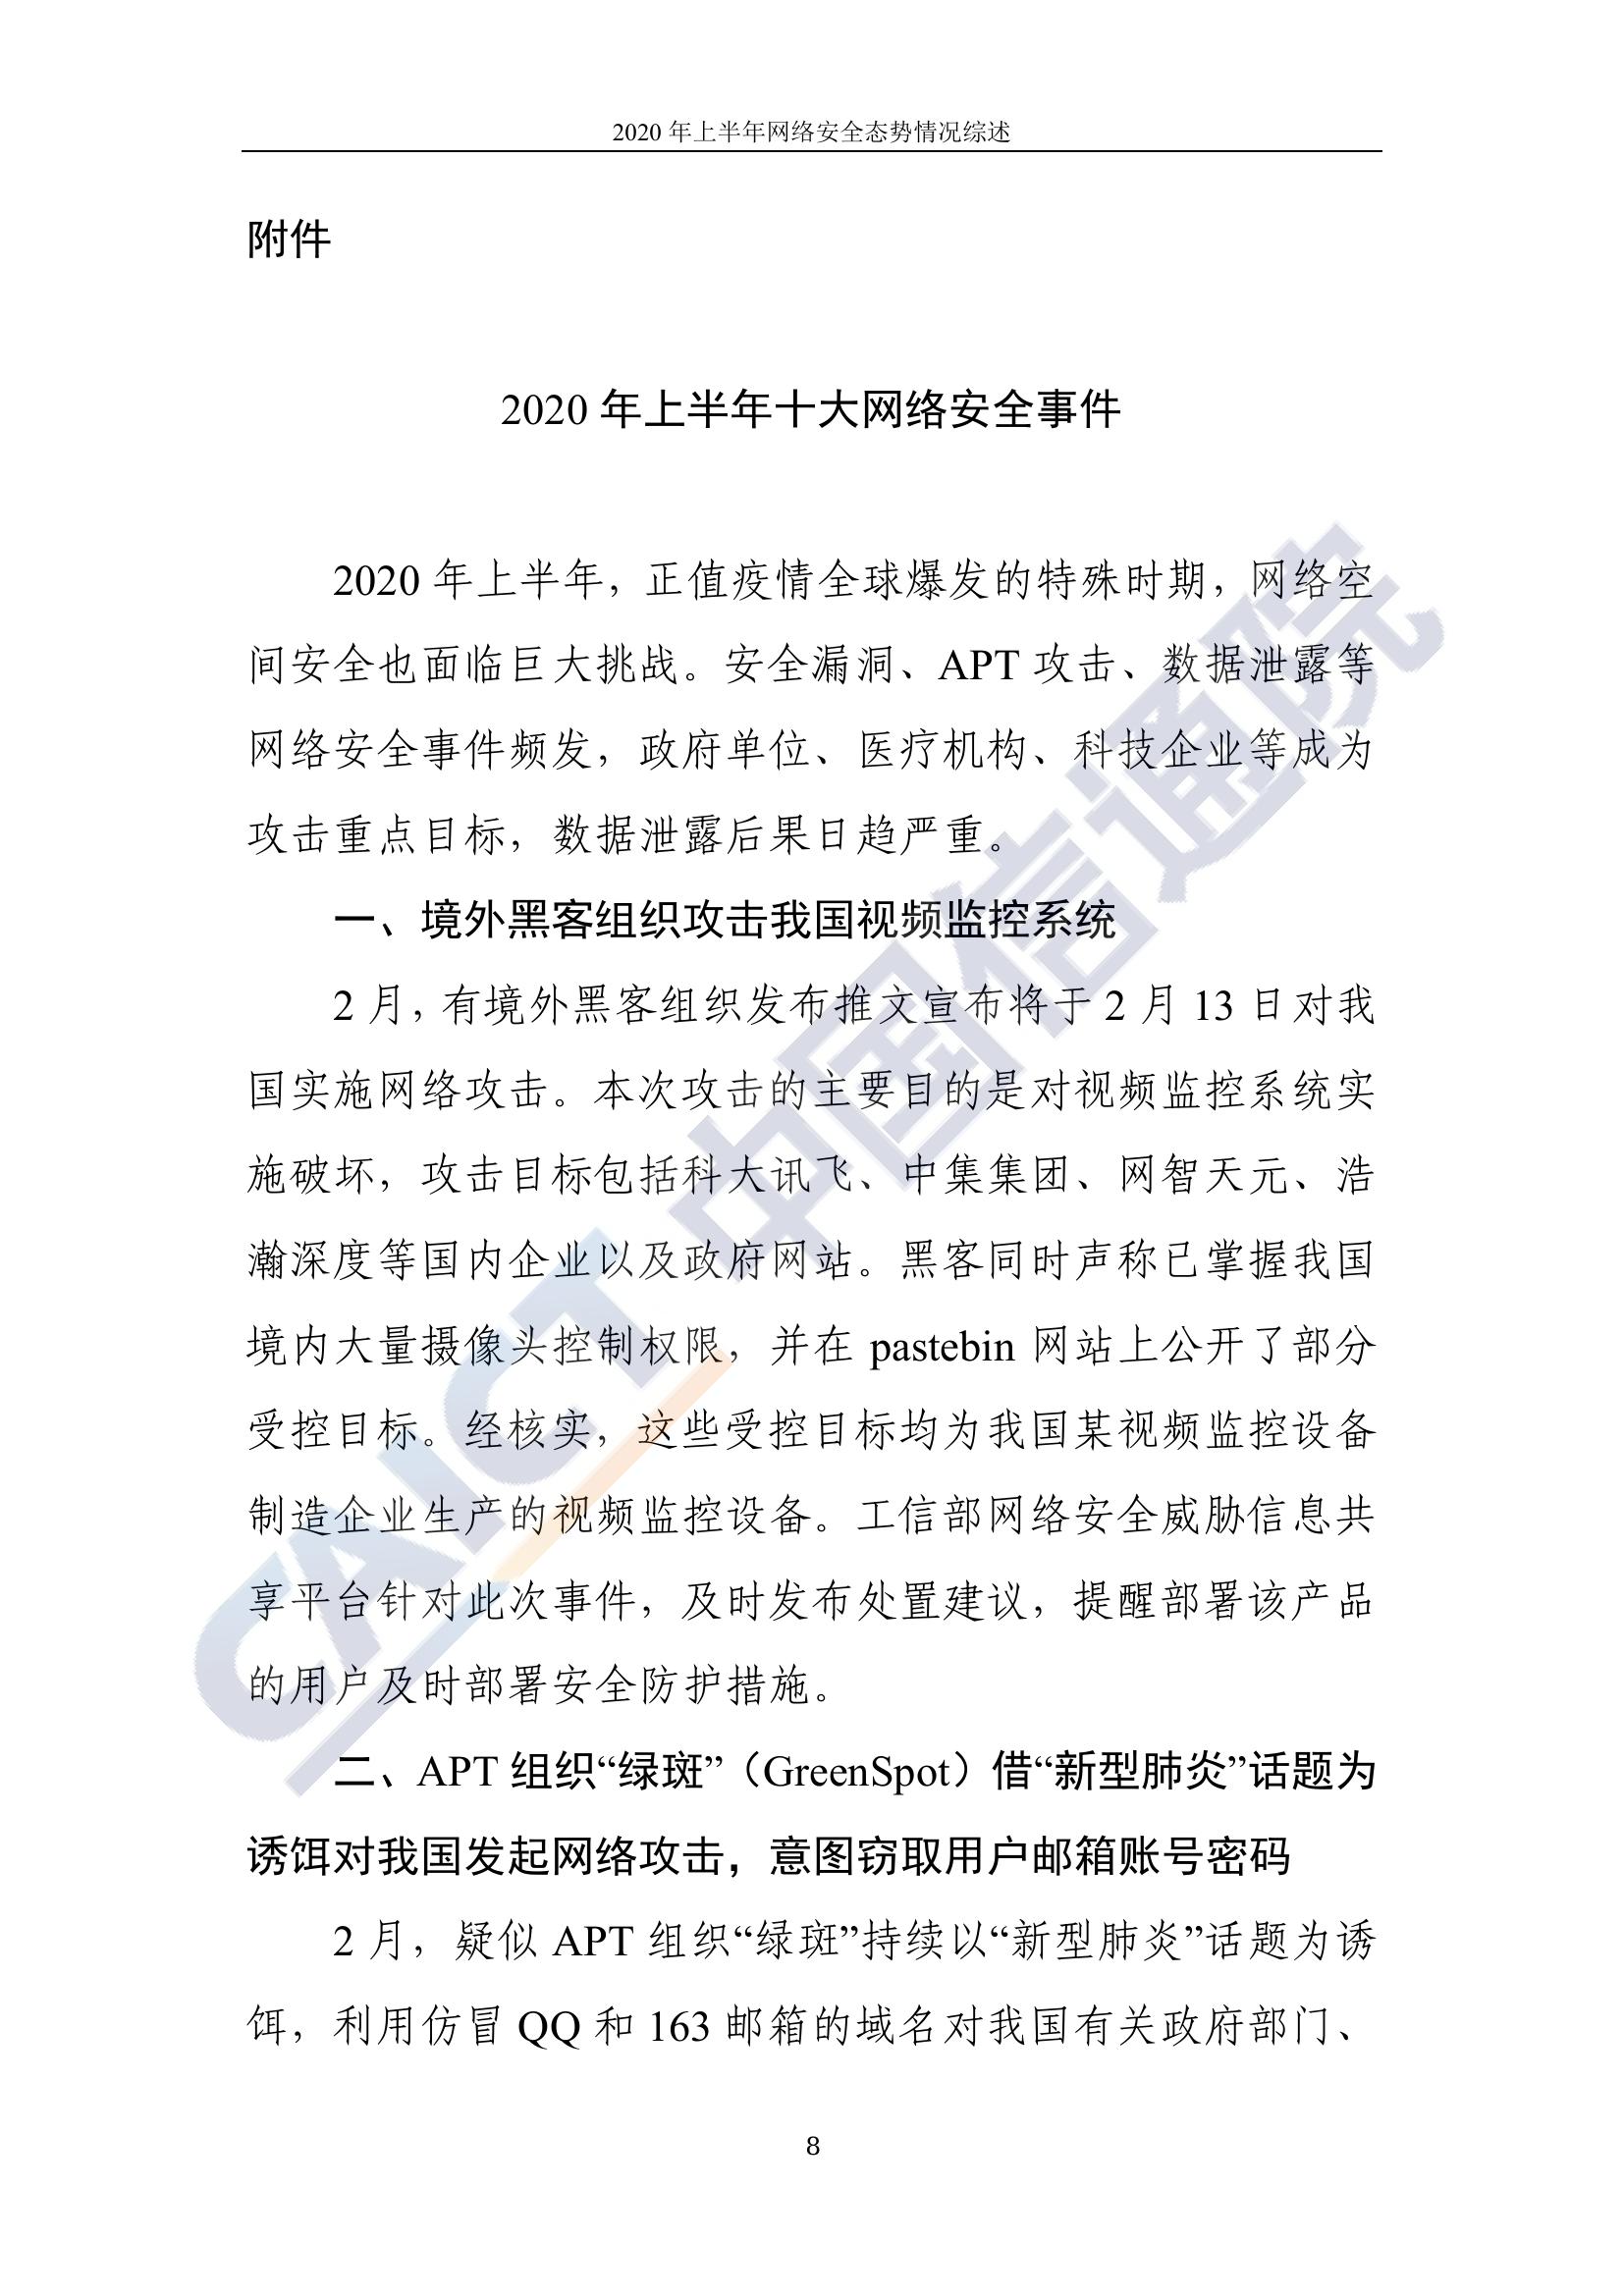 2020 年上半年网络安全态势情况综述
附件
2020 年上半年十大网络安全事件
2020 年上半年，正值疫情全球爆发的特殊时期，网络空
间安全也面临巨大挑战。安全漏洞、APT 攻击、数据泄露等
网络安全事件频发，政府单位、医疗机构、科技企业等成为
攻击重点目标，数据泄露后果日趋严重。
一、境外黑客组织攻击我国视频监控系统
2 月，有境外黑客组织发布推文宣布将于 2 月 13 日对我
国实施网络攻击。本次攻击的主要目的是对视频监控系统实
施破坏，攻击目标包括科大讯飞、中集集团、网智天元、浩
瀚深度等国内企业以及政府网站。黑客同时声称已掌握我国
境内大量摄像头控制权限，并在 pastebin 网站上公开了部分
受控目标。经核实，这些受控目标均为我国某视频监控设备
制造企业生产的视频监控设备。工信部网络安全威胁信息共
享平台针对此次事件，及时发布处置建议，提醒部署该产品
的用户及时部署安全防护措施。
二、APT 组织“绿斑”（GreenSpot）借“新型肺炎”话题为
诱饵对我国发起网络攻击，意图窃取用户邮箱账号密码
2 月，疑似 APT 组织“绿斑”持续以“新型肺炎”话题为诱
饵，利用仿冒 QQ 和 163 邮箱的域名对我国有关政府部门、
8
CAICT 中国信通院